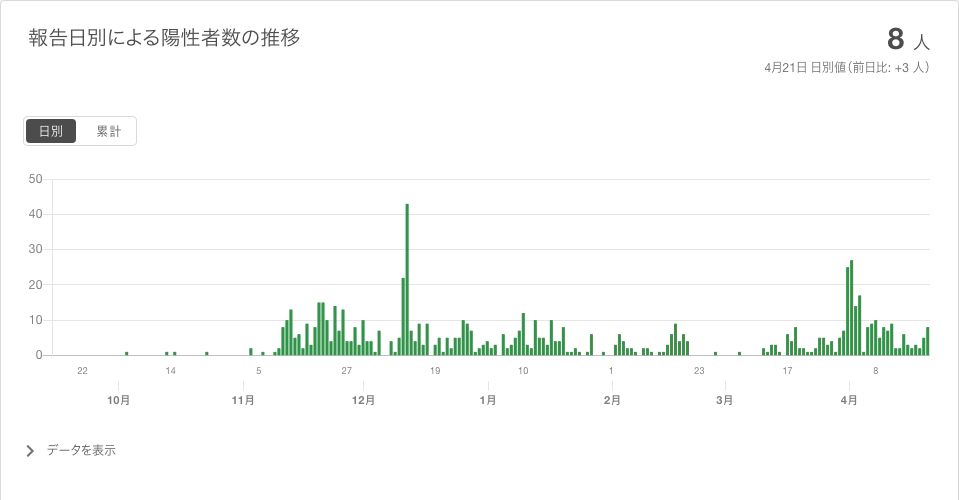 報告日別による陽性者数の推移
8 人
4月21日 日別値（前日比: +3 人）
日別 累計
50
40
30
20
10
0
22 14 5 27 19 10 1 23 17 8
10月 11月 12月 1月 2月 3月 4月
データを表示